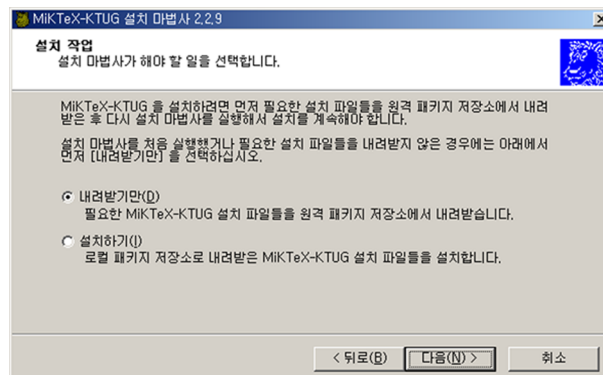 MiKTeX-KTUG 설치 마법사 2.2.9
설치 작업
설치 마법사가 해야 할 일을 선택합니다.
MiKTeX-KTUG 을 설치하려면 먼저 필요한 설치 파일들을 원격 패키지 저장소에서 내려
받은 후 다시 설치 마법사를 실행해서 설치를 계속해야 합니다.
설치 마법사를 처음 실행했거나 필요한 설치 파일들을 내려받지 않은 경우에는 아래에서
먼저 [내려받기만] 을 선택하십시오.
내려받기만(D)
필요한 MiKTeX-KTUG 설치 파일들을 원격 패키지 저장소에서 내려받습니다.
설치하기(I)
로컬 패키지 저장소로 내려받은 MiKTeX-KTUG 설치 파일들을 설치합니다.
< 뒤로(B) 다음(N) > 취소